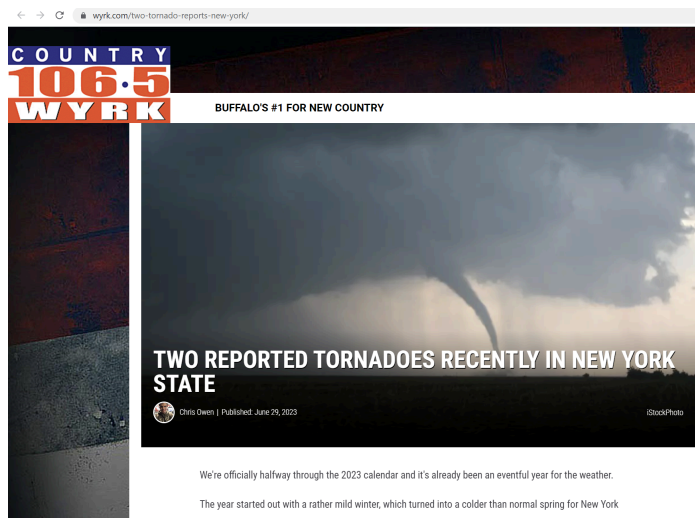 wyrk.com/two-tornado-reports-new-york/
COUNTRY
106.5
WYRK
BUFFALO'S #1 FOR NEW COUNTRY
TWO REPORTED TORNADOES RECENTLY IN NEW YORK
STATE
Chris Owen | Published: June 29, 2023
iStockPhoto
We're officially halfway through the 2023 calendar and it's already been an eventful year for the weather.
The year started out with a rather mild winter, which turned into a colder than normal spring for New York